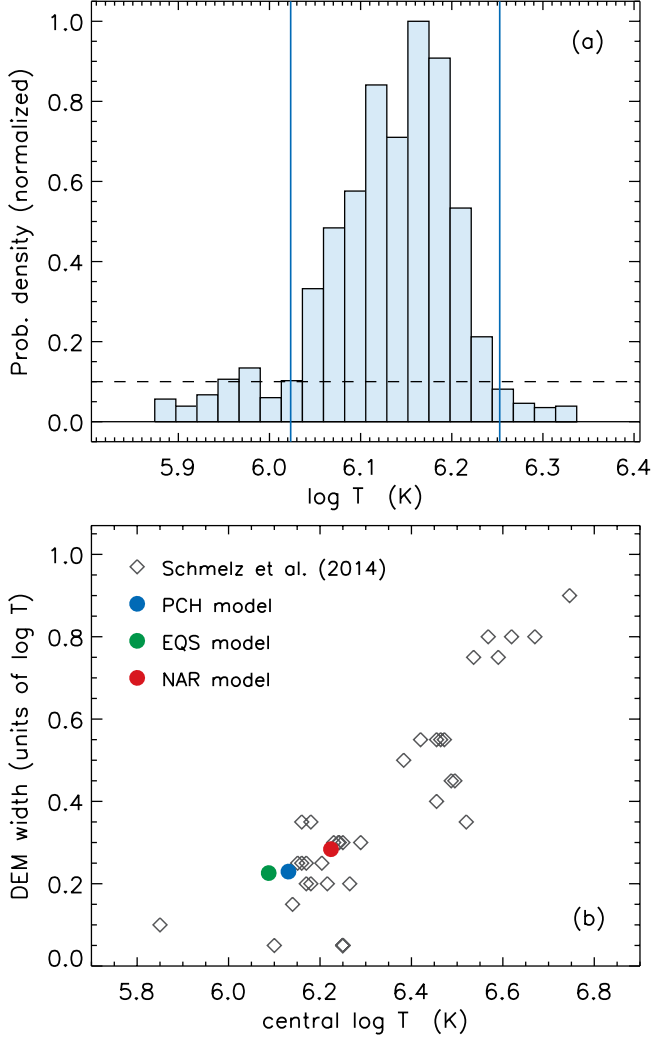 (a)
Prob. density (normalized)
1.0
0.8
0.6
0.4
0.2
0.0
5.9 6.0 6.1 6.2 6.3 6.4
log T (K)
DEM width (units of log T)
1.0
0.8
0.6
0.4
0.2
0.0
Schmelz et al. (2014)
PCH model
EQS model
NAR model
(b)
5.8 6.0 6.2 6.4 6.6 6.8
central log T (K)